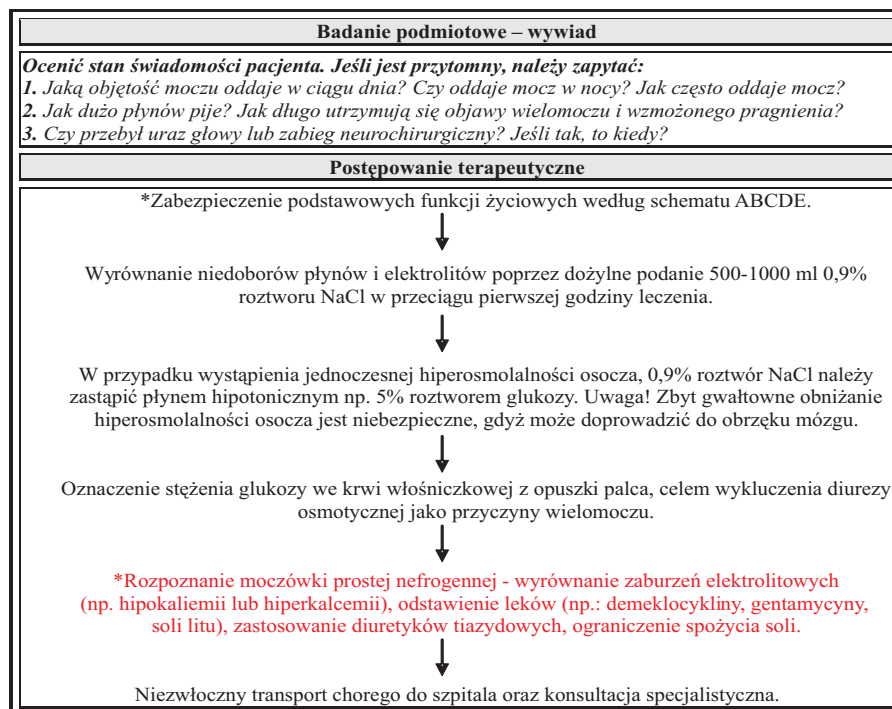 Badanie podmiotowe – wywiad
Ocenić stan świadomości pacjenta. Jeśli jest przytomny, należy zapytać:
1. Jaką objętość moczu oddaje w ciągu dnia? Czy oddaje mocz w nocy? Jak często oddaje mocz?
2. Jak dużo płynów pije? Jak długo utrzymują się objawy wielomoczu i wzmożonego pragnienia?
3. Czy przebył uraz głowy lub zabieg neurochirurgiczny? Jeśli tak, to kiedy?
Postępowanie terapeutyczne
*Zabezpieczenie podstawowych funkcji życiowych według schematu ABCDE.
Wyrównanie niedoborów płynów i elektrolitów poprzez dożylne podanie 500-1000 ml 0,9%
roztworu NaCl w przeciągu pierwszej godziny leczenia.
W przypadku wystąpienia jednoczesnej hiperosmolalności osocza, 0,9% roztwór NaCl należy
zastąpić płynem hipotonicznym np. 5% roztworem glukozy. Uwaga! Zbyt gwałtowne obniżanie
hiperosmolalności osocza jest niebezpieczne, gdyż może doprowadzić do obrzęku mózgu.
Oznaczenie stężenia glukozy we krwi włośniczkowej z opuszki palca, celem wykluczenia diurezy
osmotycznej jako przyczyny wielomoczu.
*Rozpoznanie moczówki prostej nefrogennej - wyrównanie zaburzeń elektrolitowych
(np. hipokaliemii lub hiperkalcemii), odstawienie leków (np.: demeklocykliny, gentamycyny,
soli litu), zastosowanie diuretyków tiazydowych, ograniczenie spożycia soli.
Niezwłoczny transport chorego do szpitala oraz konsultacja specjalistyczna.